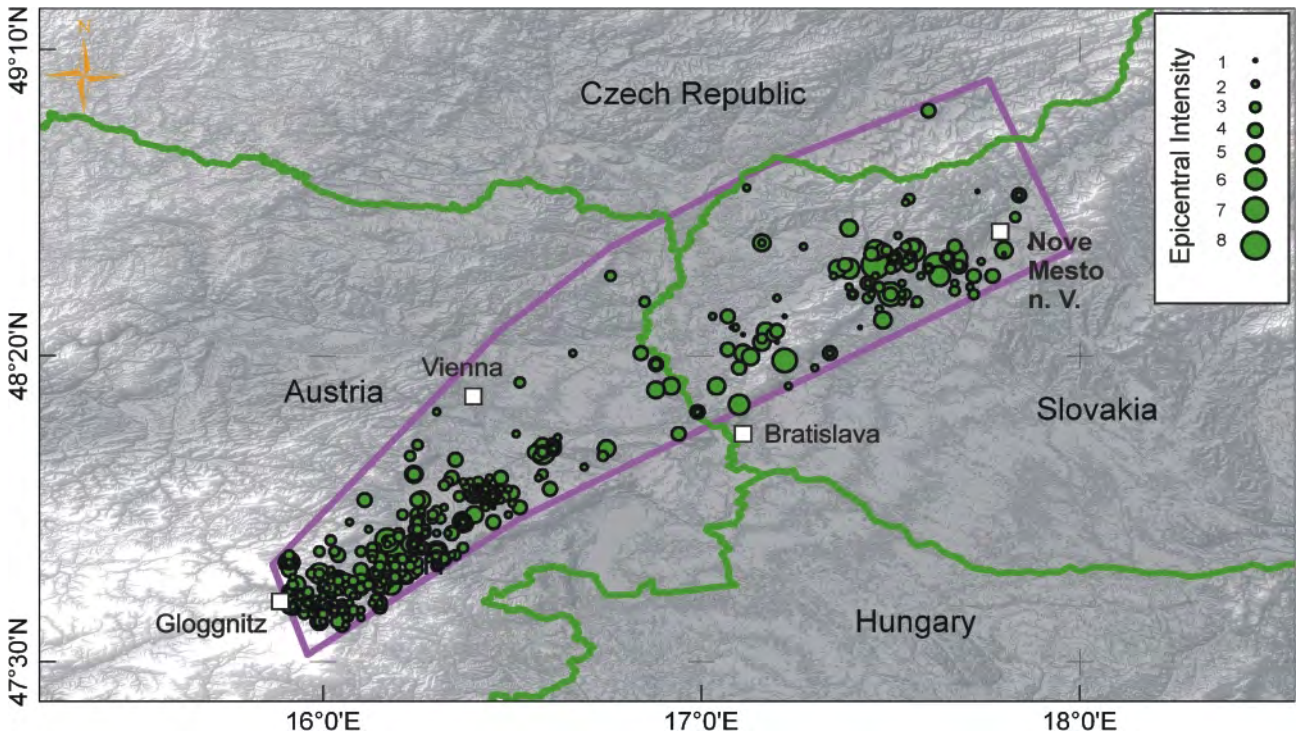 N
49°10'N
48°20'N
47°30'N
Czech Republic
Austria
Vienna
Gloggnitz
Bratislava
Slovakia
Hungary
Nove
Mesto
n. V.
Epicentral Intensity
1
2
3
4
5
6
7
8
16°0'E
17°0'E
18°0'E